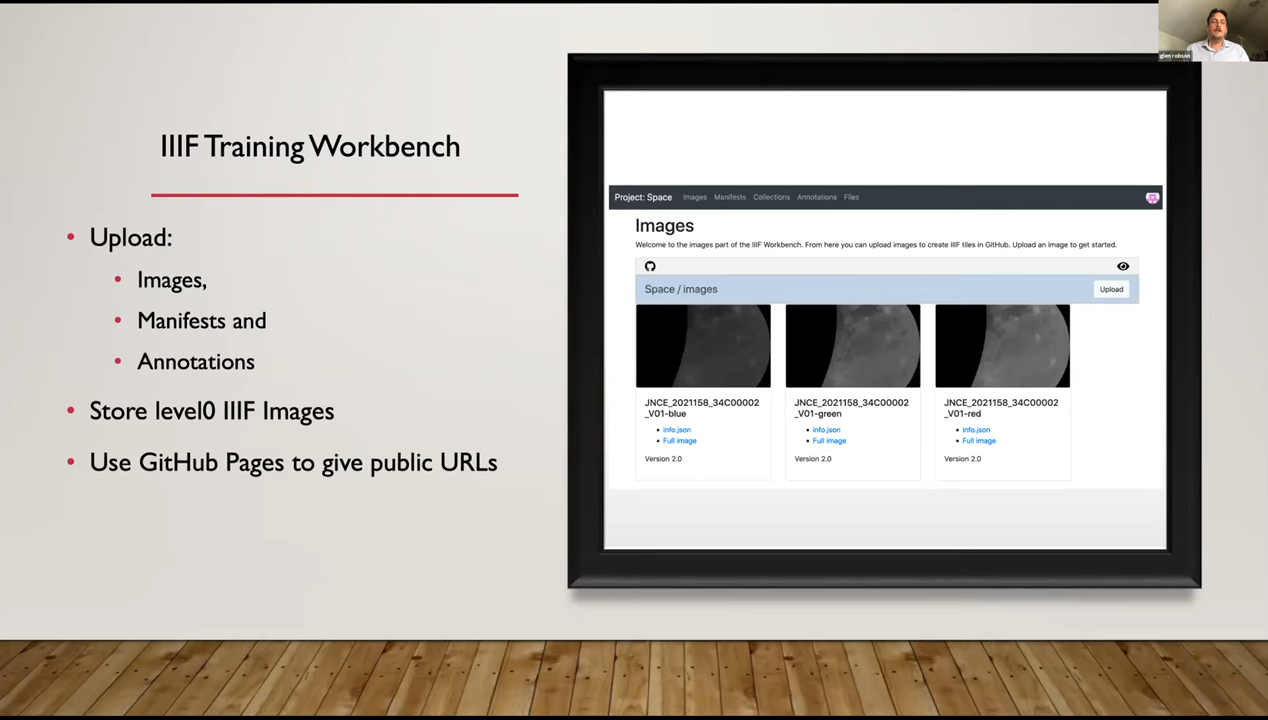 glen robson
IIIF Training Workbench
Upload:
Images,
Manifests and
Annotations
Store level0 IIIF Images
Use GitHub Pages to give public URLs
Project: Space Images Manifests Collections Annotations Files
Images
Welcome to the images part of the IIIF Workbench. From here you can upload images to create IIIF tiles in GitHub. Upload an image to get started.
Space / images Upload
JNCE_2021158_34C00002
_V01-blue
info.json
Full image
Version 2.0
JNCE_2021158_34C00002
_V01-green
info.json
Full image
Version 2.0
JNCE_2021158_34C00002
_V01-red
info.json
Full image
Version 2.0